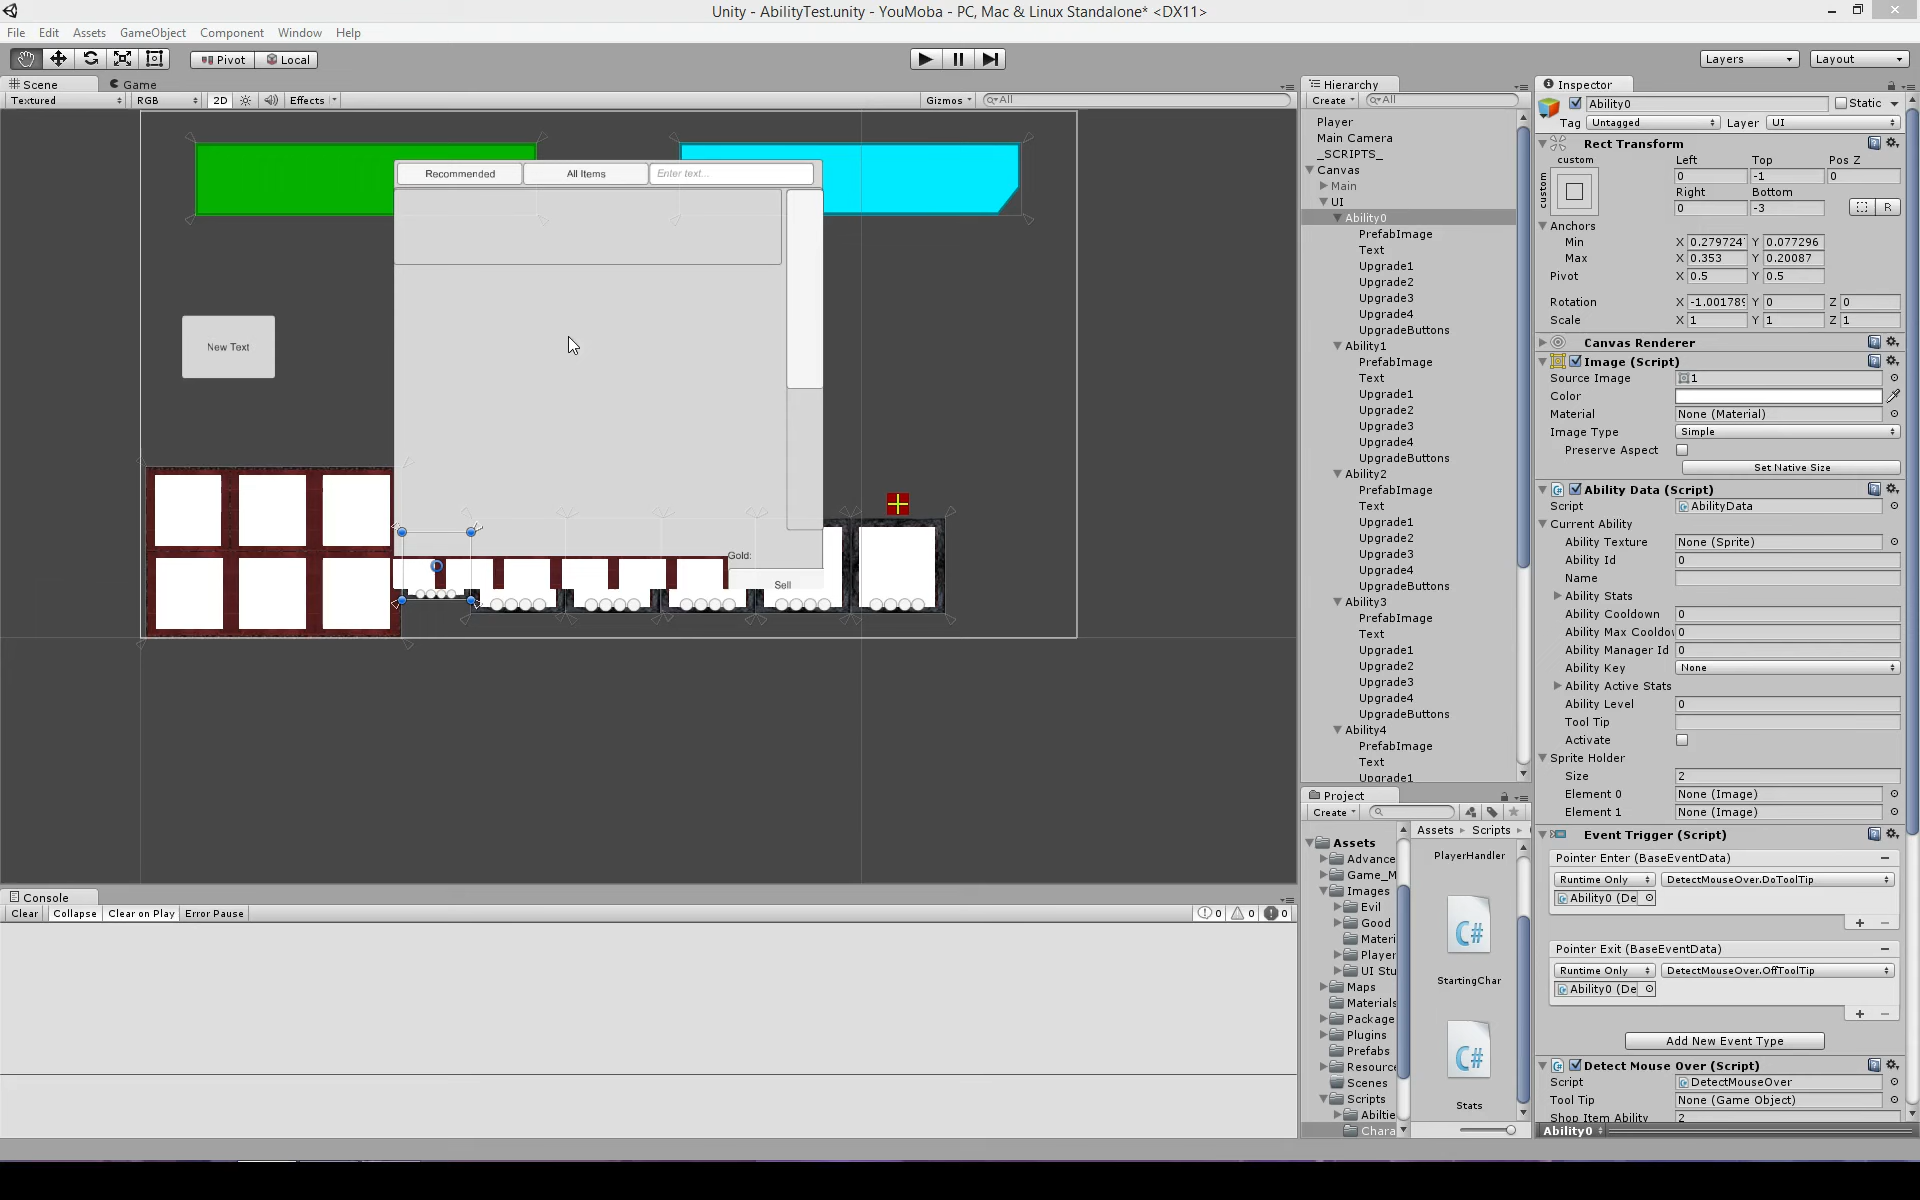 Unity - AbilityTest.unity - YouMoba - PC, Mac & Linux Standalone* <DX11>
File Edit Assets GameObject Component Window Help
Pivot Local Layers Layout
Scene Game
Textured RGB 2D Effects Gizmos All
Recommended All Items Enter text...
New Text
Gold:
Sell
Hierarchy
Create All
Player
Main Camera
_SCRIPTS_
Canvas
Main
UI
Ability0
PrefabImage
Text
Upgrade1
Upgrade2
Upgrade3
Upgrade4
UpgradeButtons
Ability1
PrefabImage
Text
Upgrade1
Upgrade2
Upgrade3
Upgrade4
UpgradeButtons
Ability2
PrefabImage
Text
Upgrade1
Upgrade2
Upgrade3
Upgrade4
UpgradeButtons
Ability3
PrefabImage
Text
Upgrade1
Upgrade2
Upgrade3
Upgrade4
UpgradeButtons
Ability4
PrefabImage
Text
Upgrade1
Project
Create
Assets
Advance
Game_M
Images
Evil
Good
Materi
Player
UI Stu
Maps
Materials
Package
Plugins
Prefabs
Resource
Scenes
Scripts
Abiltie
Chara
Assets Scripts
PlayerHandler
C#
StartingChar
C#
Stats
Inspector
Ability0 Static
Tag Untagged Layer UI
Rect Transform
custom Left Top Pos Z
custom 0 -1 0
Right Bottom
0 -3 R
Anchors
Min X 0.279724 Y 0.077296
Max X 0.353 Y 0.20087
Pivot X 0.5 Y 0.5
Rotation X -1.001789 Y 0 Z 0
Scale X 1 Y 1 Z 1
Canvas Renderer
Image (Script)
Source Image 1
Color
Material None (Material)
Image Type Simple
Preserve Aspect
Set Native Size
Ability Data (Script)
Script AbilityData
Current Ability
Ability Texture None (Sprite)
Ability Id 0
Name
Ability Stats
Ability Cooldown 0
Ability Max Cooldo 0
Ability Manager Id 0
Ability Key None
Ability Active Stats
Ability Level 0
Tool Tip
Activate
Sprite Holder
Size 2
Element 0 None (Image)
Element 1 None (Image)
Event Trigger (Script)
Pointer Enter (BaseEventData)
Runtime Only DetectMouseOver.DoToolTip
Ability0 (De
Pointer Exit (BaseEventData)
Runtime Only DetectMouseOver.OffToolTip
Ability0 (De
Add New Event Type
Detect Mouse Over (Script)
Script DetectMouseOver
Tool Tip None (Game Object)
Shop Item Ability 2
Ability0
Console
Clear Collapse Clear on Play Error Pause 0 0 0